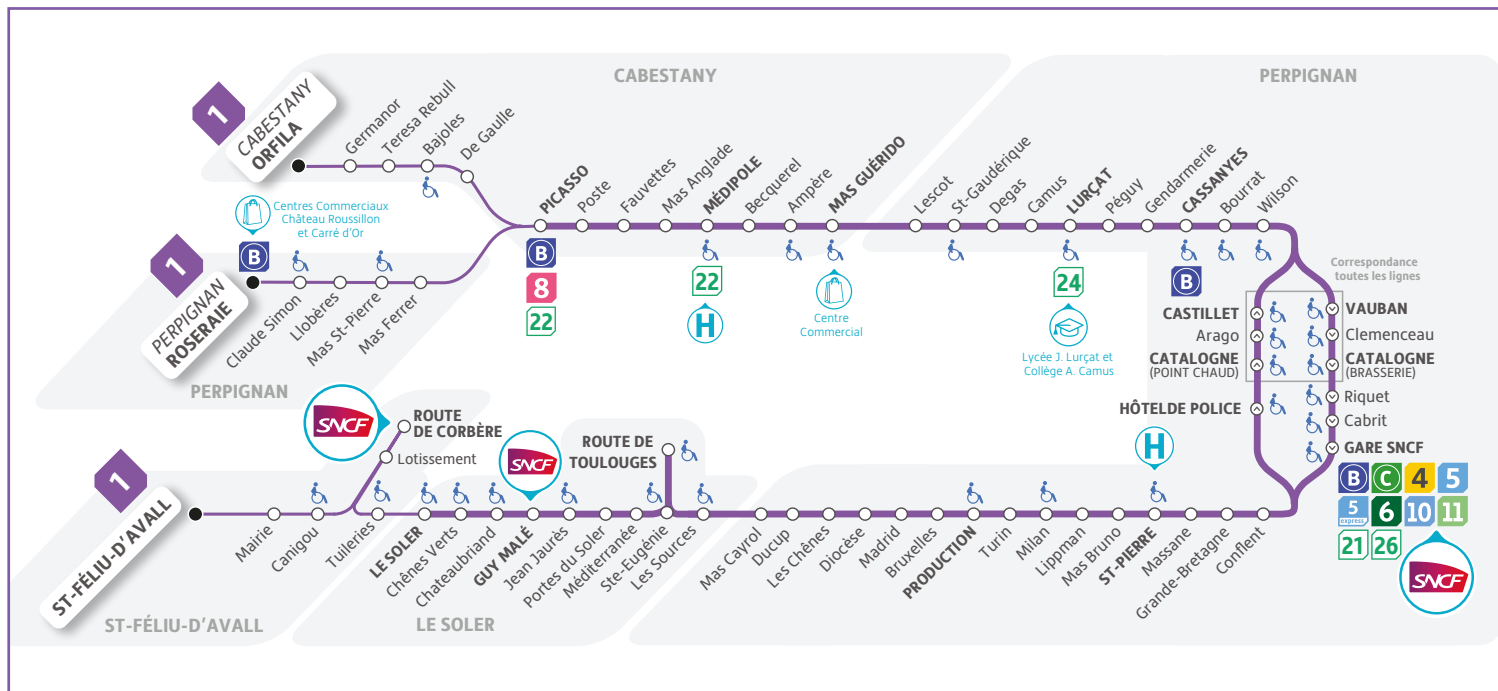 CABESTANY
PERPIGNAN
1
CABESTANY
ORFILA
Germanor
Teresa Rebull
Bajoles
De Gaulle
Centres Commerciaux
Château Roussillon
et Carré d'Or
B
1
PERPIGNAN
ROSERAIE
Claude Simon
Llobères
Mas St-Pierre
Mas Ferrer
PERPIGNAN
PICASSO
Poste
Fauvettes
Mas Anglade
MÉDIPOLE
Becquerel
Ampère
MAS GUÉRIDO
Lescot
St-Gaudérique
Degas
Camus
LURÇAT
Péguy
Gendarmerie
CASSANYES
Bourrat
Wilson
B
8
22
22
H
Centre
Commercial
24
Lycée J. Lurçat et
Collège A. Camus
B
Correspondance
toutes les lignes
CASTILLET
Arago
CATALOGNE
(POINT CHAUD)
HÔTELDE POLICE
VAUBAN
Clemenceau
CATALOGNE
(BRASSERIE)
Riquet
Cabrit
GARE SNCF
B C 4 5
5 express 6 10 11
21 26
SNCF
H
SNCF
ROUTE
DE CORBÈRE
Lotissement
SNCF
ROUTE DE
TOULOUGES
1
ST-FÉLIU-D'AVALL
Mairie
Canigou
Tuileries
LE SOLER
Chênes Verts
Chateaubriand
GUY MALÉ
Jean Jaurès
Portes du Soler
Méditerranée
Ste-Eugénie
Les Sources
Mas Cayrol
Ducup
Les Chênes
Diocèse
Madrid
Bruxelles
PRODUCTION
Turin
Milan
Lippman
Mas Bruno
ST-PIERRE
Massane
Grande-Bretagne
Conflent
ST-FÉLIU-D'AVALL
LE SOLER